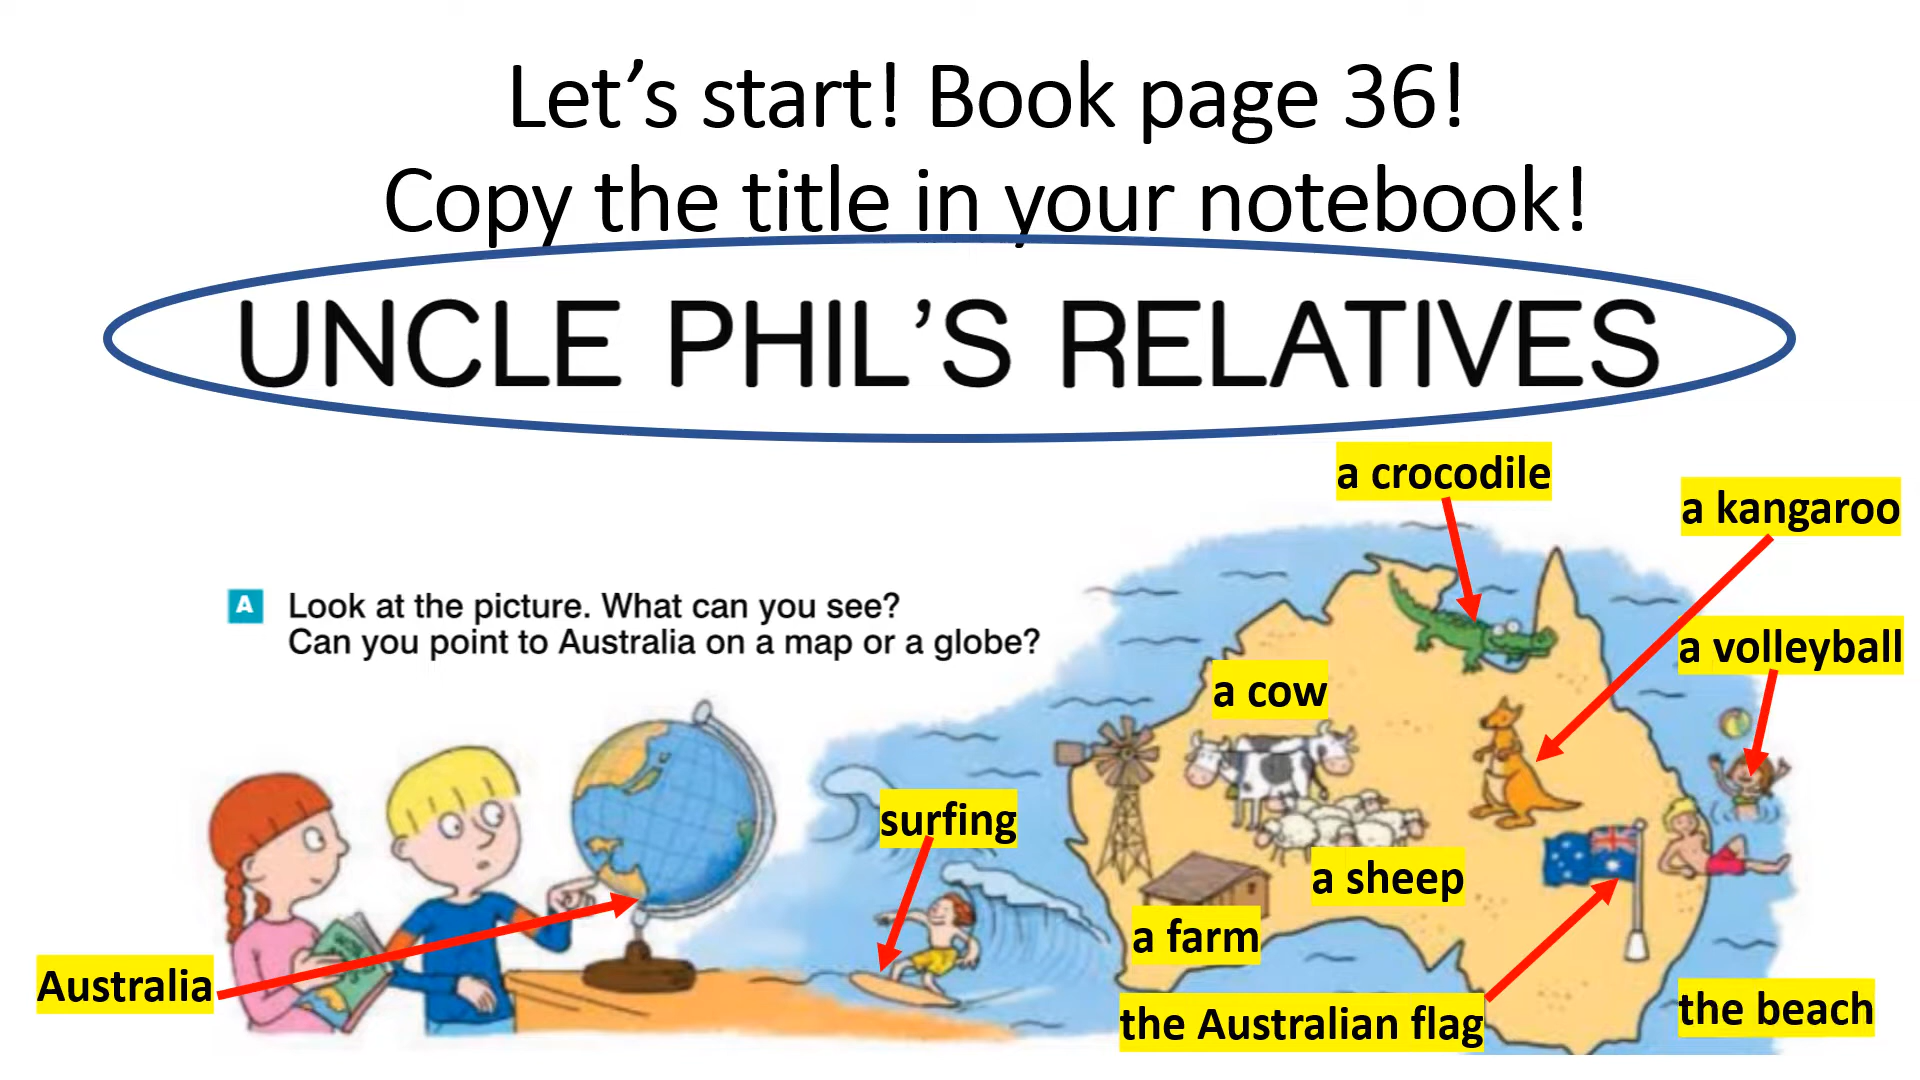 Let’s start! Book page 36!
Copy the title in your notebook!
UNCLE PHIL’S RELATIVES
a crocodile
a kangaroo
A Look at the picture. What can you see?
Can you point to Australia on a map or a globe?
a volleyball
a cow
surfing
a sheep
a farm
Australia
the Australian flag
the beach